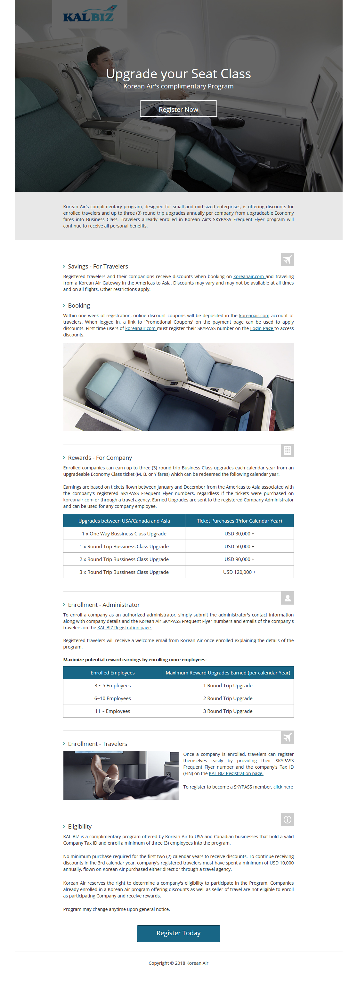 KALBIZ
Upgrade your Seat Class
Korean Air's complimentary Program
Register Now
Korean Air's complimentary program, designed for small and mid-sized enterprises, is offering discounts for
enrolled travelers and up to three (3) round trip upgrades annually per company from upgradeable Economy
fares into Business Class. Travelers already enrolled in Korean Air's SKYPASS Frequent Flyer program will
continue to receive all personal benefits.
Savings - For Travelers
Registered travelers and their companions receive discounts when booking on koreanair.com and traveling
from a Korean Air Gateway in the Americas to Asia. Discounts may vary and may not be available at all times
and on all flights. Other restrictions apply.
Booking
Within one week of registration, online discount coupons will be deposited in the koreanair.com account of
travelers. When logged in, a link to 'Promotional Coupons' on the payment page can be used to apply
discounts. First time users of koreanair.com must register their SKYPASS number on the Login Page to access
discounts.
Rewards - For Company
Enrolled companies can earn up to three (3) round trip Business Class upgrades each calendar year from an
upgradeable Economy Class ticket (M, B, or Y fares) which can be redeemed the following calendar year.
Earnings are based on tickets flown between January and December from the Americas to Asia associated with
the company's registered SKYPASS Frequent Flyer numbers, regardless if the tickets were purchased on
koreanair.com or through a travel agency. Earned Upgrades are sent to the registered Company Administrator
and can be used for any company employee.
Upgrades between USA/Canada and Asia Ticket Purchases (Prior Calendar Year)
1 x One Way Bussiness Class Upgrade USD 30,000 +
1 x Round Trip Bussiness Class Upgrade USD 50,000 +
2 x Round Trip Bussiness Class Upgrade USD 90,000 +
3 x Round Trip Bussiness Class Upgrade USD 120,000 +
Enrollment - Administrator
To enroll a company as an authorized administrator, simply submit the administrator's contact information
along with company details and the Korean Air SKYPASS Frequent Flyer numbers and emails of the company's
travelers on the KAL BIZ Registration page.
Registered travelers will receive a welcome email from Korean Air once enrolled explaining the details of the
program.
Maximize potential reward earnings by enrolling more employees:
Enrolled Employees Maximum Reward Upgrades Earned (per calendar Year)
3 ~ 5 Employees 1 Round Trip Upgrade
6~10 Employees 2 Round Trip Upgrade
11 ~ Employees 3 Round Trip Upgrade
Enrollment - Travelers
Once a company is enrolled, travelers can register
themselves easily by providing their SKYPASS
Frequent Flyer number and the company's Tax ID
(EIN) on the KAL BIZ Registration page.
To register to become a SKYPASS member, click here
Eligibility
KAL BIZ is a complimentary program offered by Korean Air to USA and Canadian businesses that hold a valid
Company Tax ID and enroll a minimum of three (3) employees into the program.
No minimum purchase required for the first two (2) calendar years to receive discounts. To continue receiving
discounts in the 3rd calendar year, company's registered travelers must have spent a minimum of USD 10,000
annually, flown on Korean Air purchased either direct or through a travel agency.
Korean Air reserves the right to determine a company's eligibility to participate in the Program. Companies
already enrolled in a Korean Air program offering discounts as well as seller of travel are not eligible to enroll
as participating Company and receive rewards.
Program may change anytime upon general notice.
Register Today
Copyright © 2018 Korean Air